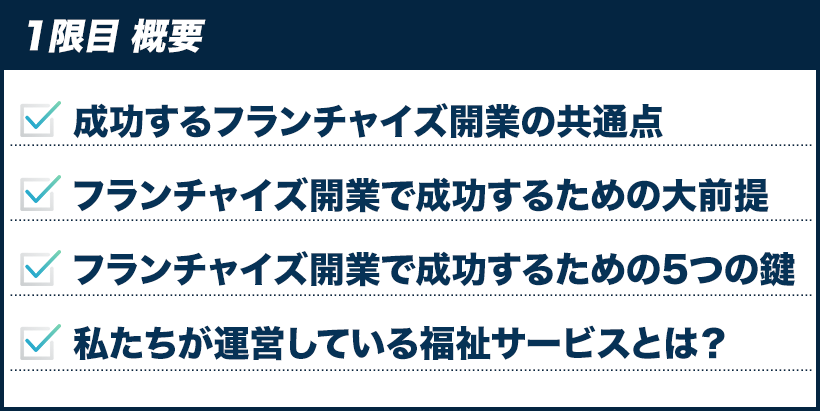 1限目 概要
成功するフランチャイズ開業の共通点
フランチャイズ開業で成功するための大前提
フランチャイズ開業で成功するための5つの鍵
私たちが運営している福祉サービスとは？